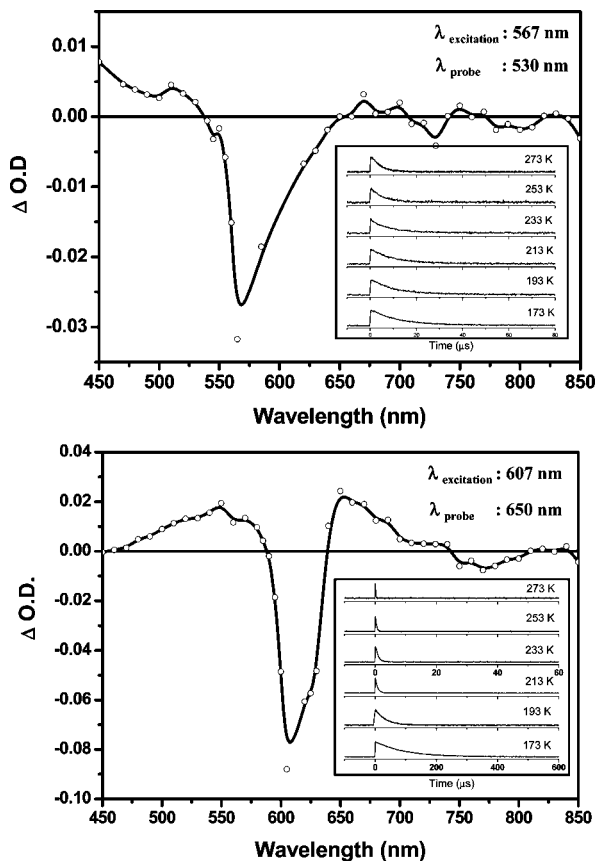 0.01
0.00
-0.01
-0.02
-0.03
Δ O.D
λ excitation : 567 nm
λ probe : 530 nm
273 K
253 K
233 K
213 K
193 K
173 K
0 20 40 60 80
Time (μs)
450 500 550 600 650 700 750 800 850
Wavelength (nm)
0.04
0.02
0.00
-0.02
-0.04
-0.06
-0.08
-0.10
Δ O.D.
λ excitation : 607 nm
λ probe : 650 nm
273 K
253 K
233 K
0 20 40 60
213 K
193 K
173 K
0 200 400 600
Time (μs)
450 500 550 600 650 700 750 800 850
Wavelength (nm)